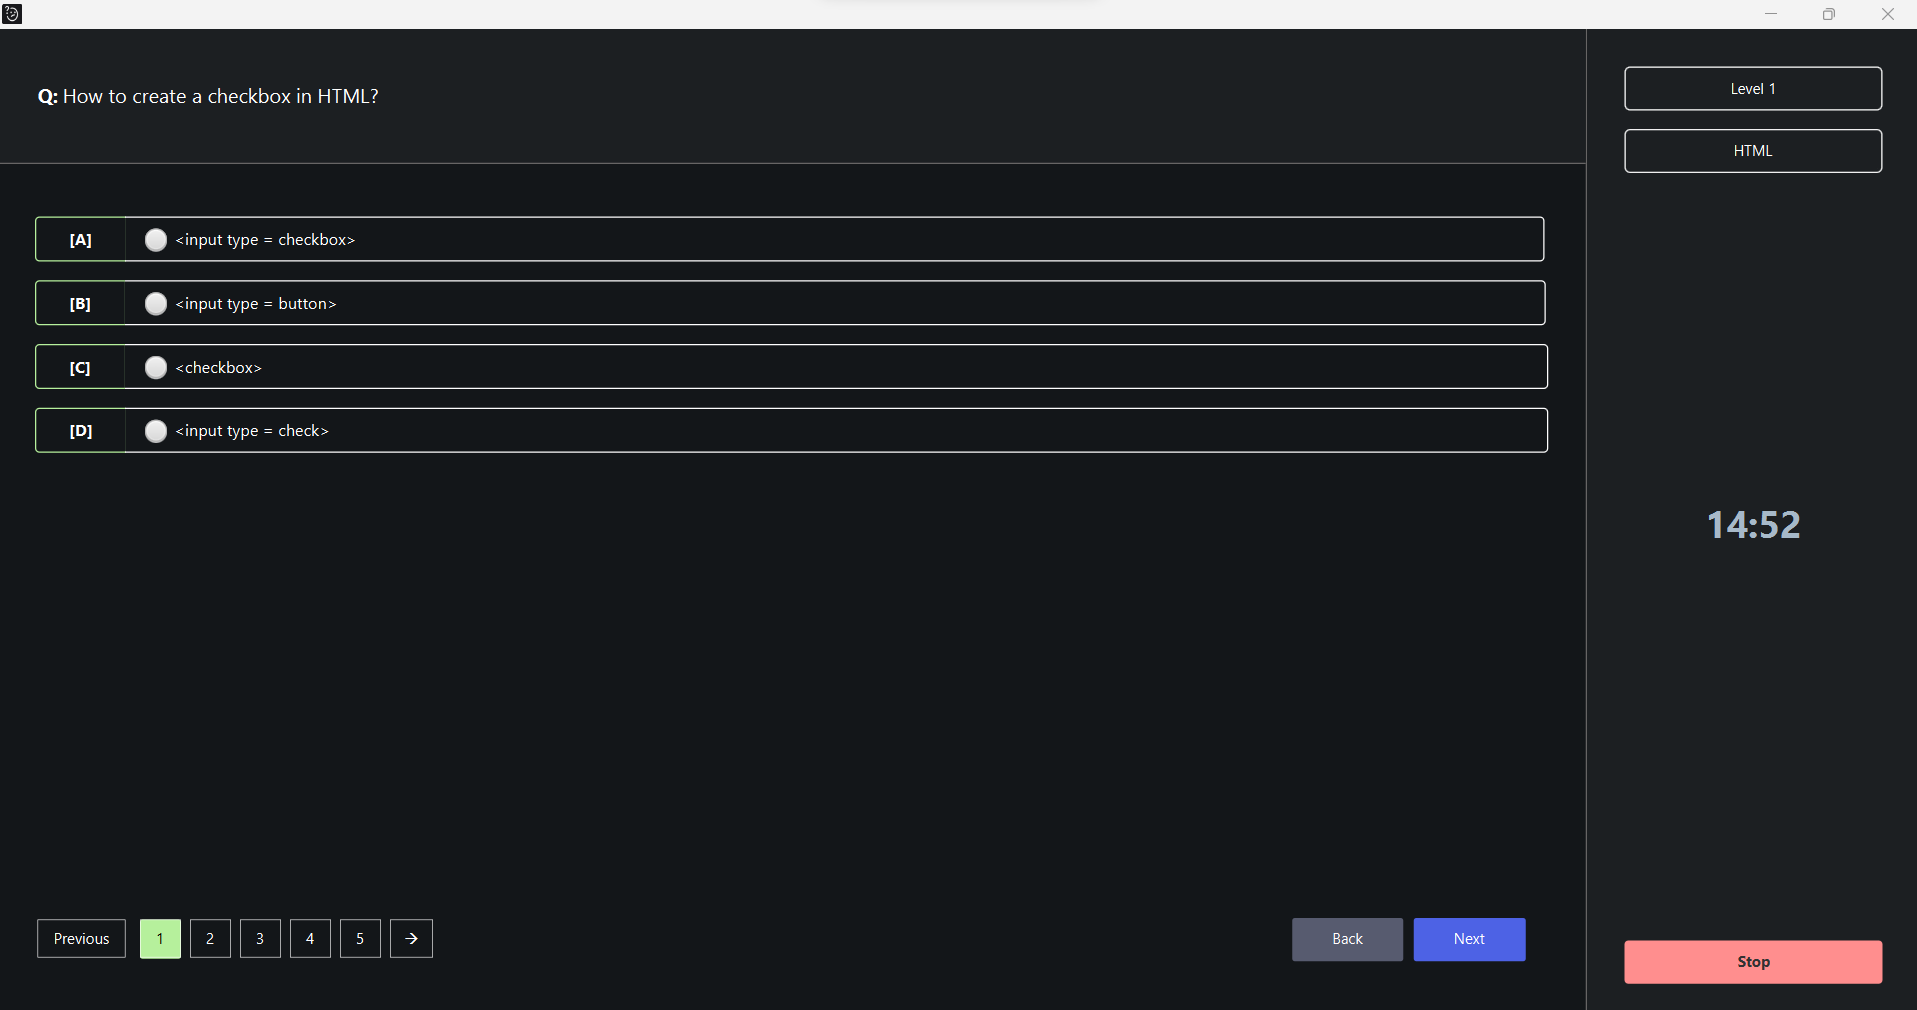 Q: How to create a checkbox in HTML?
Level 1
HTML
[A] <input type = checkbox>
[B] <input type = button>
[C] <checkbox>
[D] <input type = check>
14:52
Previous 1 2 3 4 5 →
Back Next
Stop